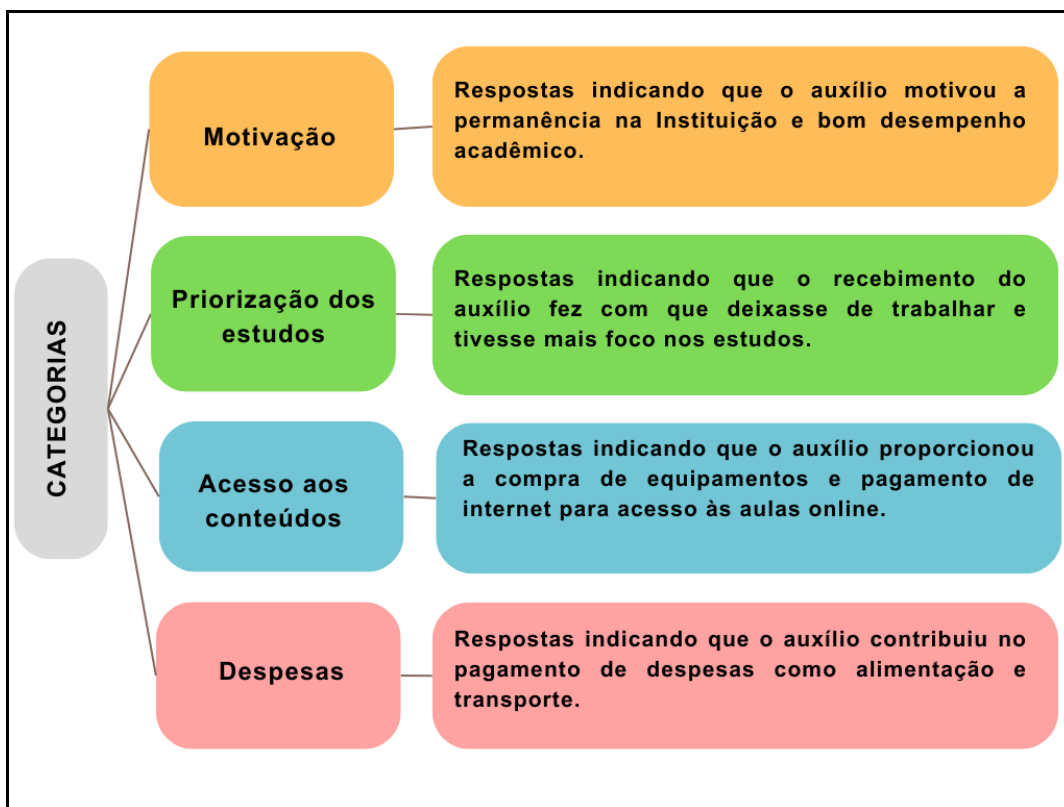 CATEGORIAS
Motivação
Respostas indicando que o auxílio motivou a
permanência na Instituição e bom desempenho
acadêmico.
Priorização dos
estudos
Respostas indicando que o recebimento do
auxílio fez com que deixasse de trabalhar e
tivesse mais foco nos estudos.
Acesso aos
conteúdos
Respostas indicando que o auxílio proporcionou
a compra de equipamentos e pagamento de
internet para acesso às aulas online.
Despesas
Respostas indicando que o auxílio contribuiu no
pagamento de despesas como alimentação e
transporte.